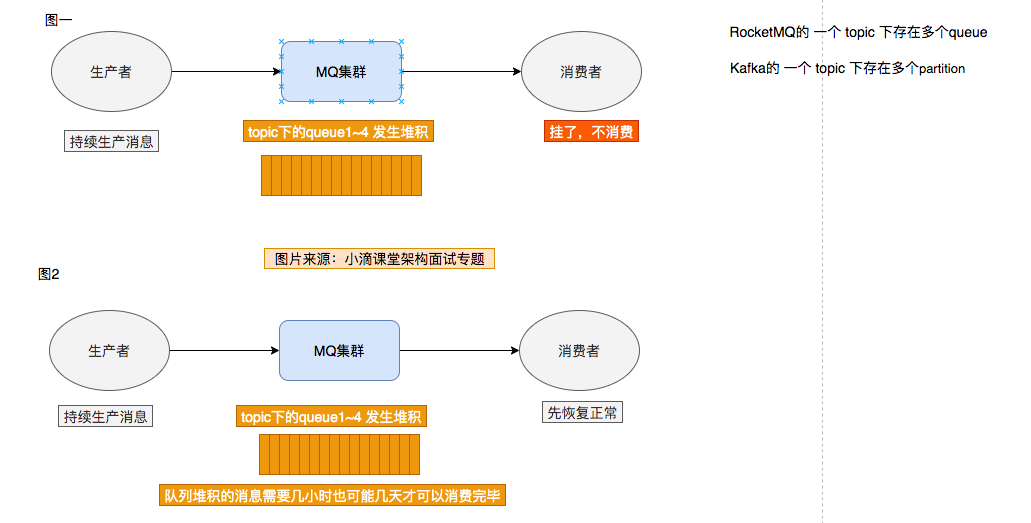 图一
生产者
MQ集群
消费者
RocketMQ的 一个 topic 下存在多个queue
Kafka的 一个 topic 下存在多个partition
持续生产消息
topic下的queue1~4 发生堆积
挂了，不消费
图片来源：小滴课堂架构面试专题
图2
生产者
MQ集群
消费者
持续生产消息
topic下的queue1~4 发生堆积
先恢复正常
队列堆积的消息需要几小时也可能几天才可以消费完毕